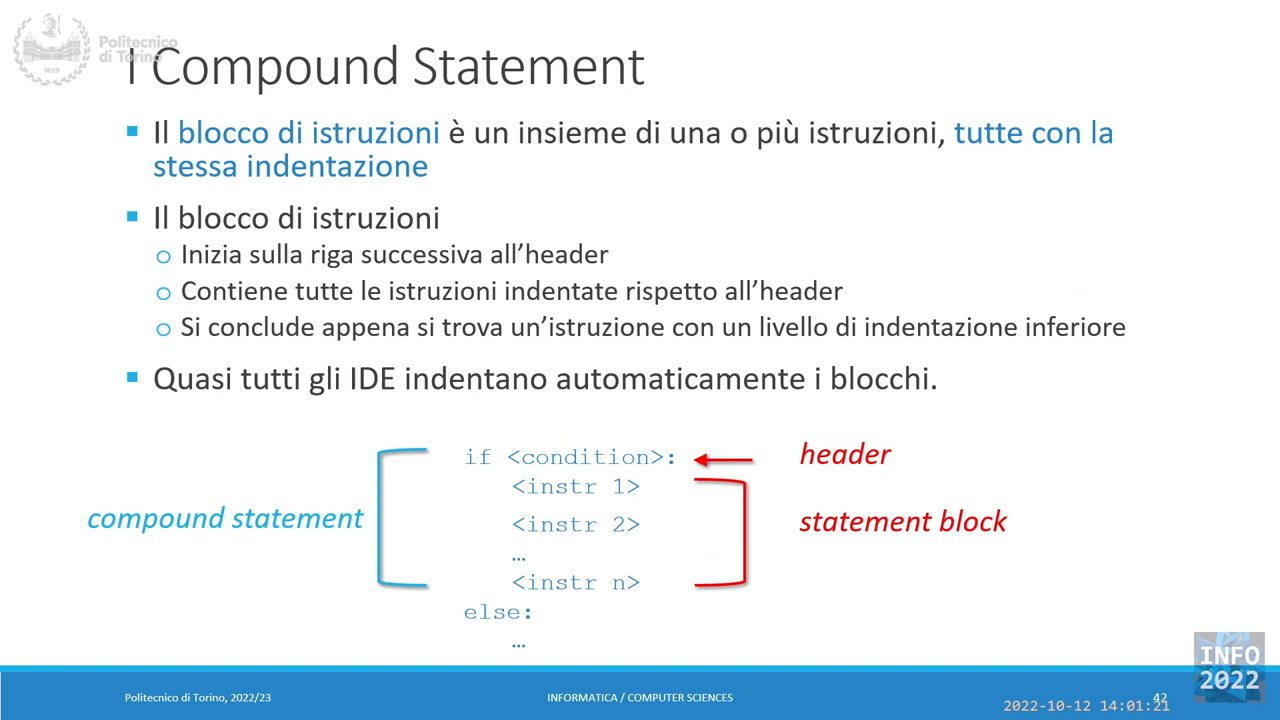 Politecnico
di Torino
1859
I Compound Statement
▪ Il blocco di istruzioni è un insieme di una o più istruzioni, tutte con la
stessa indentazione
▪ Il blocco di istruzioni
o Inizia sulla riga successiva all’header
o Contiene tutte le istruzioni indentate rispetto all’header
o Si conclude appena si trova un’istruzione con un livello di indentazione inferiore
▪ Quasi tutti gli IDE indentano automaticamente i blocchi.
if <condition>:
header
<instr 1>
compound statement
<instr 2>
statement block
…
<instr n>
else:
…
INFO
2022
Politecnico di Torino, 2022/23
INFORMATICA / COMPUTER SCIENCES
42
2022-10-12 14:01:21